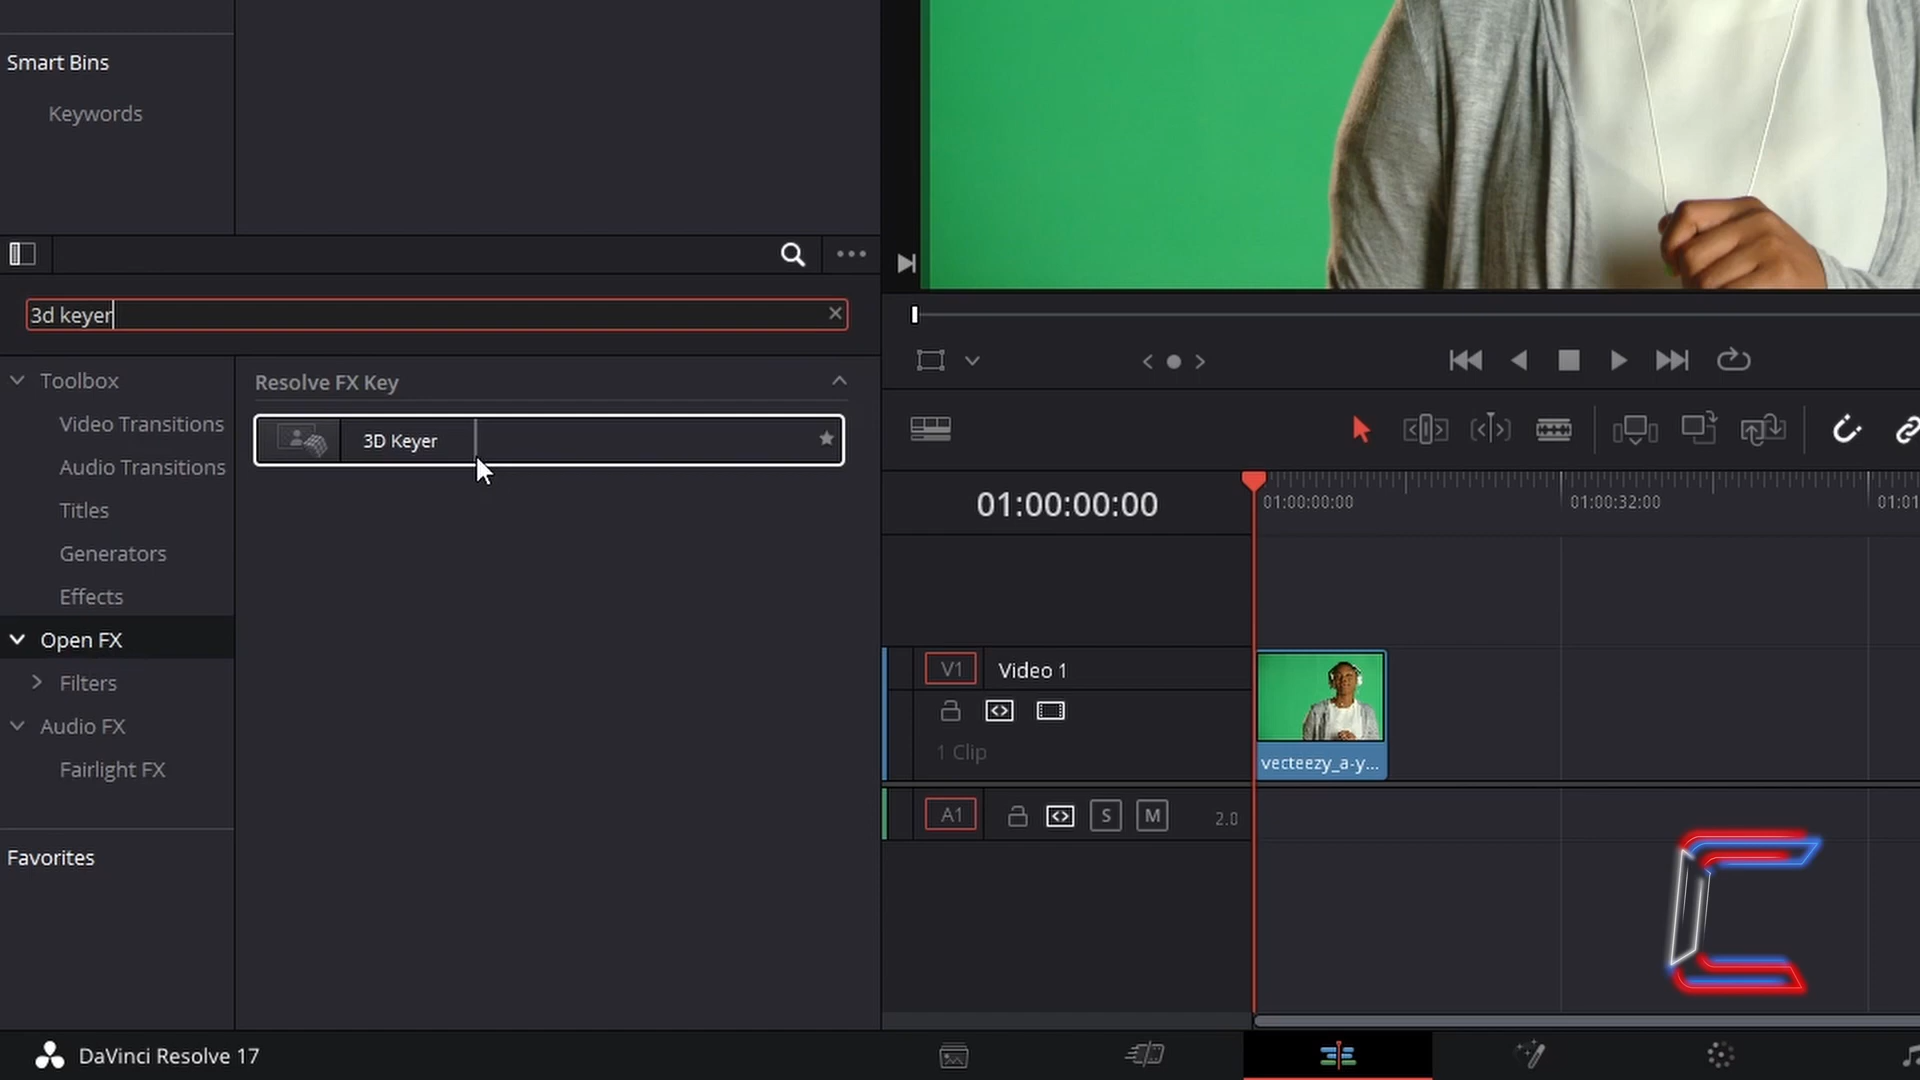 Smart Bins
Keywords
3d keyer
Toolbox
Video Transitions
Audio Transitions
Titles
Generators
Effects
Open FX
Filters
Audio FX
Fairlight FX
Favorites
Resolve FX Key
3D Keyer
01:00:00:00
01:00:00:00
01:00:32:00
01:01
V1
Video 1
1 Clip
vecteezy_a-y...
A1
S
M
2.0
DaVinci Resolve 17